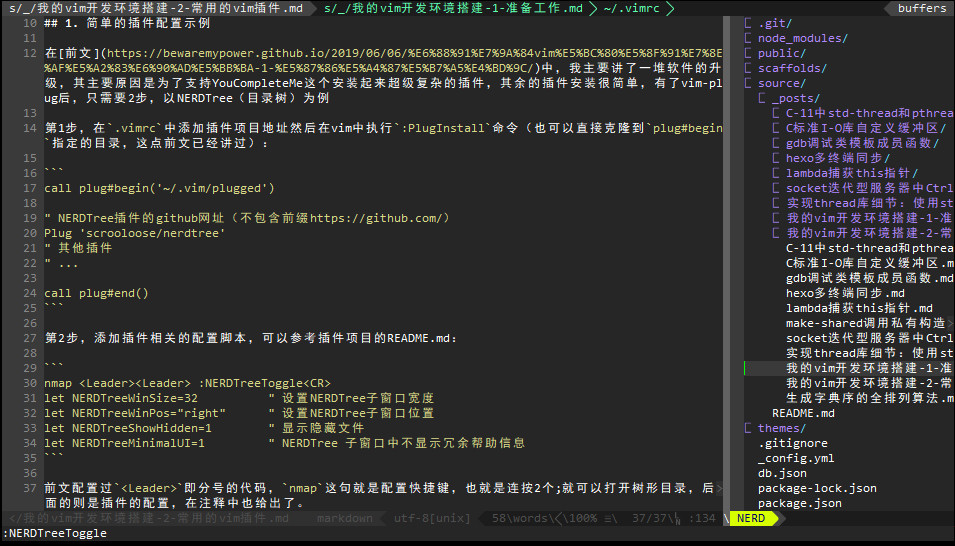 s/_/我的vim开发环境搭建-2-常用的vim插件.md s/_/我的vim开发环境搭建-1-准备工作.md ~/.vimrc buffers
10 ## 1. 简单的插件配置示例
11
12 在[前文](https://bewaremypower.github.io/2019/06/06/%E6%88%91%E7%9A%84vim%E5%BC%80%E5%8F%91%E7%8E
%AF%E5%A2%83%E6%90%AD%E5%BB%BA-1-%E5%87%86%E5%A4%87%E5%B7%A5%E4%BD%9C/)中，我主要讲了一堆软件的升
级，其主要原因是为了支持YouCompleteMe这个安装起来超级复杂的插件，其余的插件安装很简单，有了vim-pl
ug后，只需要2步，以NERDTree（目录树）为例
13
14 第1步，在`.vimrc`中添加插件项目地址然后在vim中执行`:PlugInstall`命令（也可以直接克隆到`plug#begin
`指定的目录，这点前文已经讲过）：
15
16 ```
17 call plug#begin('~/.vim/plugged')
18
19 " NERDTree插件的github网址（不包含前缀https://github.com/）
20 Plug 'scrooloose/nerdtree'
21 " 其他插件
22 " ...
23
24 call plug#end()
25 ```
26
27 第2步，添加插件相关的配置脚本，可以参考插件项目的README.md：
28
29 ```
30 nmap <Leader><Leader> :NERDTreeToggle<CR>
31 let NERDTreeWinSize=32 " 设置NERDTree子窗口宽度
32 let NERDTreeWinPos="right" " 设置NERDTree子窗口位置
33 let NERDTreeShowHidden=1 " 显示隐藏文件
34 let NERDTreeMinimalUI=1 " NERDTree 子窗口中不显示冗余帮助信息
35 ```
36
37 前文配置过`<Leader>`即分号的代码，`nmap`这句就是配置快捷键，也就是连按2个;就可以打开树形目录，后
面的则是插件的配置，在注释中也给出了。
</我的vim开发环境搭建-2-常用的vim插件.md markdown utf-8[unix] 58\words 100% ≡ 37/37 :134 NERD
:NERDTreeToggle
.git/
node_modules/
public/
scaffolds/
source/
_posts/
C-11中std-thread和pthrea
C标准I-O库自定义缓冲区/
gdb调试类模板成员函数/
hexo多终端同步/
lambda捕获this指针/
socket迭代型服务器中Ctrl
实现thread库细节：使用st
我的vim开发环境搭建-1-准
我的vim开发环境搭建-2-常
C-11中std-thread和pthrea
C标准I-O库自定义缓冲区.m
gdb调试类模板成员函数.md
hexo多终端同步.md
lambda捕获this指针.md
make-shared调用私有构造
socket迭代型服务器中Ctrl
实现thread库细节：使用st
我的vim开发环境搭建-1-准
我的vim开发环境搭建-2-常
生成字典序的全排列算法.m
README.md
themes/
.gitignore
_config.yml
db.json
package-lock.json
package.json